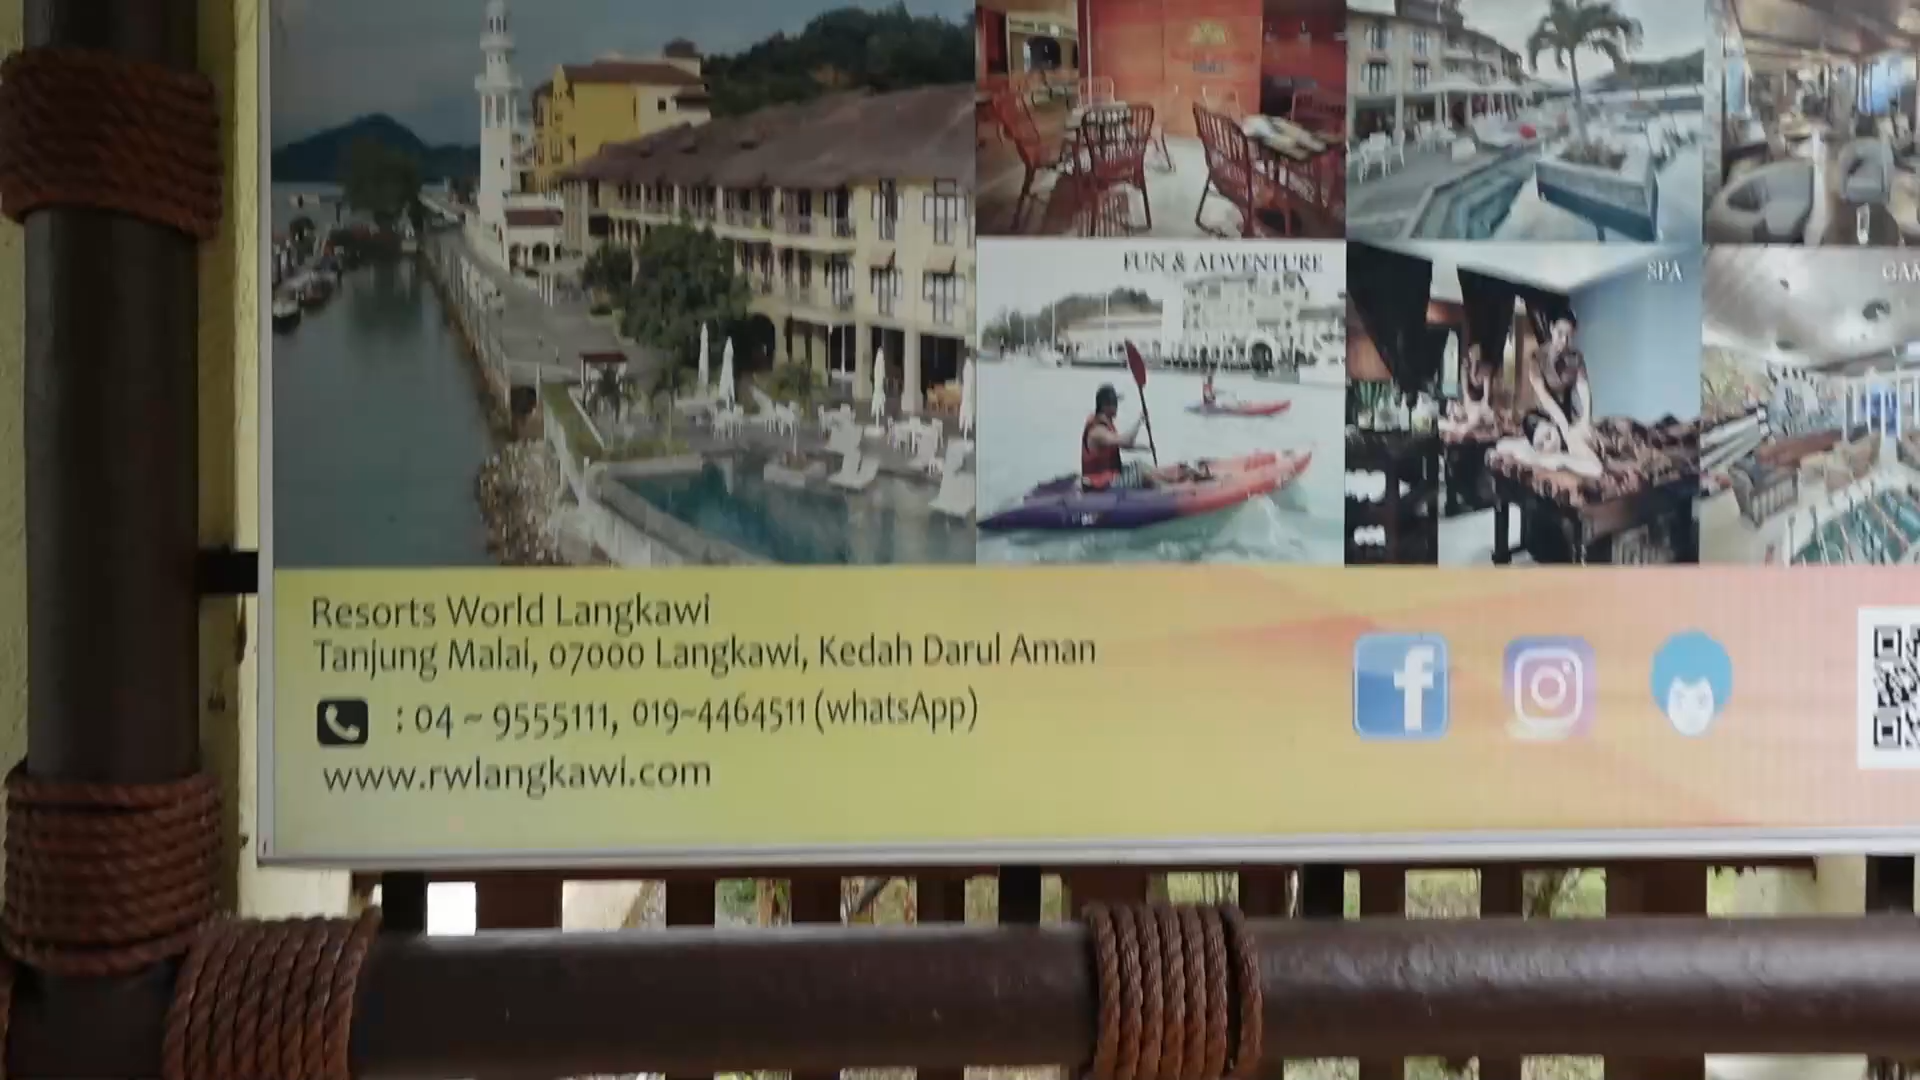 FUN & ADVENTURE
SPA
Resorts World Langkawi
Tanjung Malai, 07000 Langkawi, Kedah Darul Aman
: 04 ~ 9555111, 019~4464511 (whatsApp)
www.rwlangkawi.com